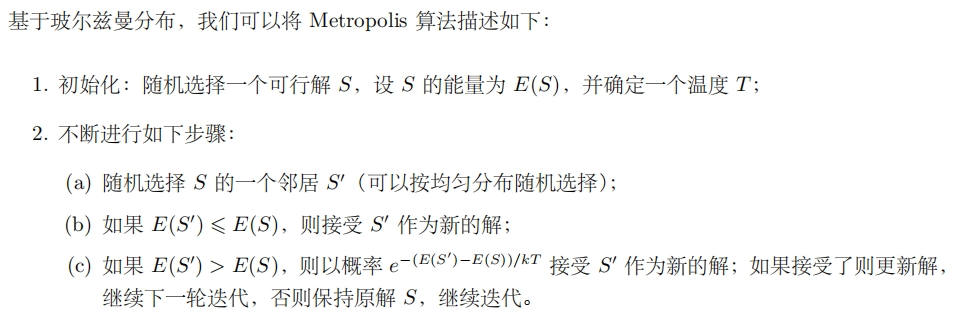 基于玻尔兹曼分布，我们可以将 Metropolis 算法描述如下：
1. 初始化：随机选择一个可行解 S，设 S 的能量为 E(S)，并确定一个温度 T；
2. 不断进行如下步骤：
(a) 随机选择 S 的一个邻居 S′（可以按均匀分布随机选择）；
(b) 如果 E(S′) ⩽ E(S)，则接受 S′ 作为新的解；
(c) 如果 E(S′) > E(S)，则以概率 e^{−(E(S′)−E(S))/kT} 接受 S′ 作为新的解；如果接受了则更新解，
继续下一轮迭代，否则保持原解 S，继续迭代。